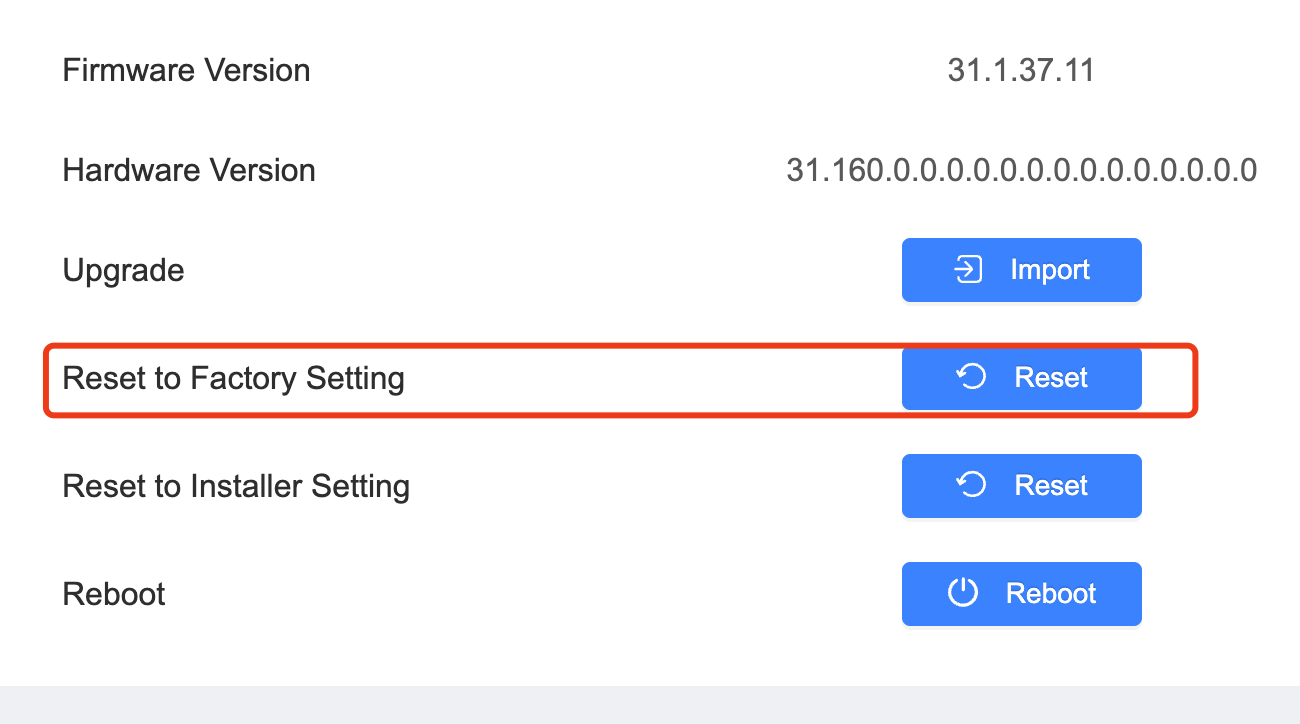 Firmware Version 31.1.37.11
Hardware Version 31.160.0.0.0.0.0.0.0.0.0.0.0.0.0.0
Upgrade Import
Reset to Factory Setting Reset
Reset to Installer Setting Reset
Reboot Reboot